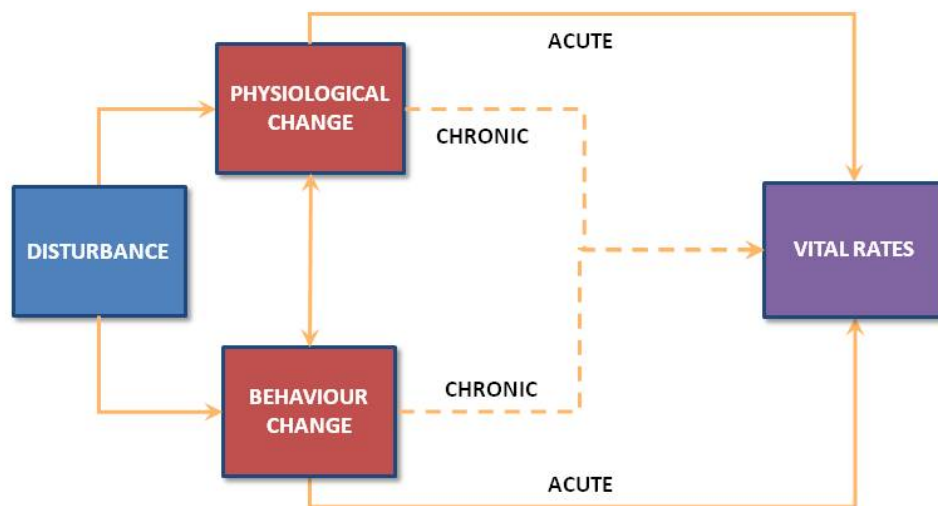 ACUTE
PHYSIOLOGICAL
CHANGE
CHRONIC
DISTURBANCE
VITAL RATES
BEHAVIOUR
CHANGE
CHRONIC
ACUTE